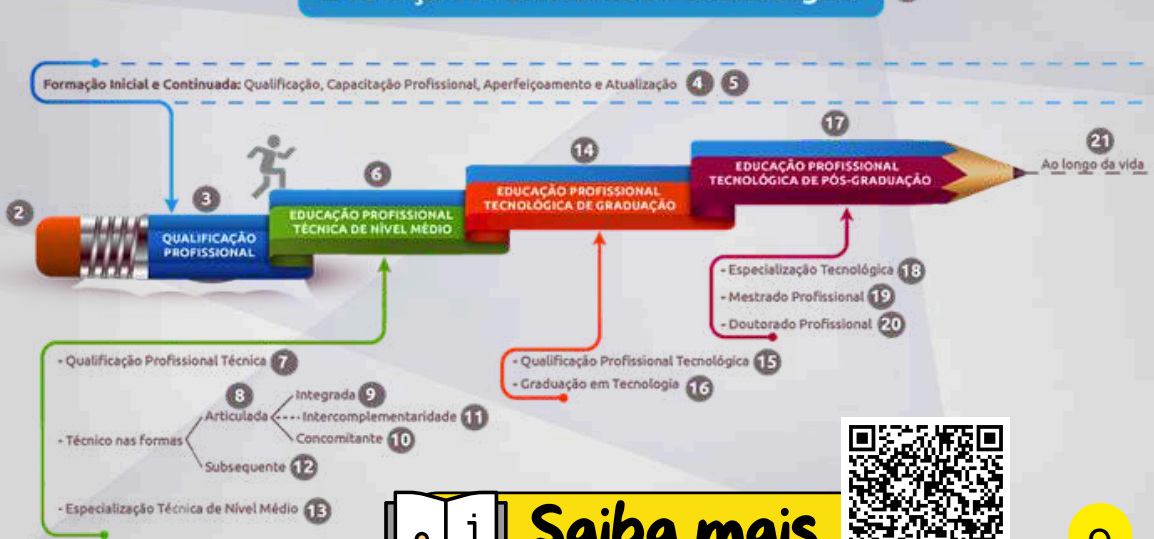 Formação Inicial e Continuada: Qualificação, Capacitação Profissional, Aperfeiçoamento e Atualização 4 5
17
21
Ao longo da vida
14
EDUCAÇÃO PROFISSIONAL
TECNOLÓGICA DE PÓS-GRADUAÇÃO
6
EDUCAÇÃO PROFISSIONAL
TECNOLÓGICA DE GRADUAÇÃO
3
2
EDUCAÇÃO PROFISSIONAL
TÉCNICA DE NÍVEL MÉDIO
QUALIFICAÇÃO
PROFISSIONAL
- Especialização Tecnológica 18
- Mestrado Profissional 19
- Doutorado Profissional 20
- Qualificação Profissional Tecnológica 15
- Graduação em Tecnologia 16
- Qualificação Profissional Técnica 7
8
Integrada 9
Articulada
Intercomplementaridade 11
Concomitante 10
- Técnico nas formas
Subsequente 12
- Especialização Técnica de Nível Médio 13
i
Saiba mais